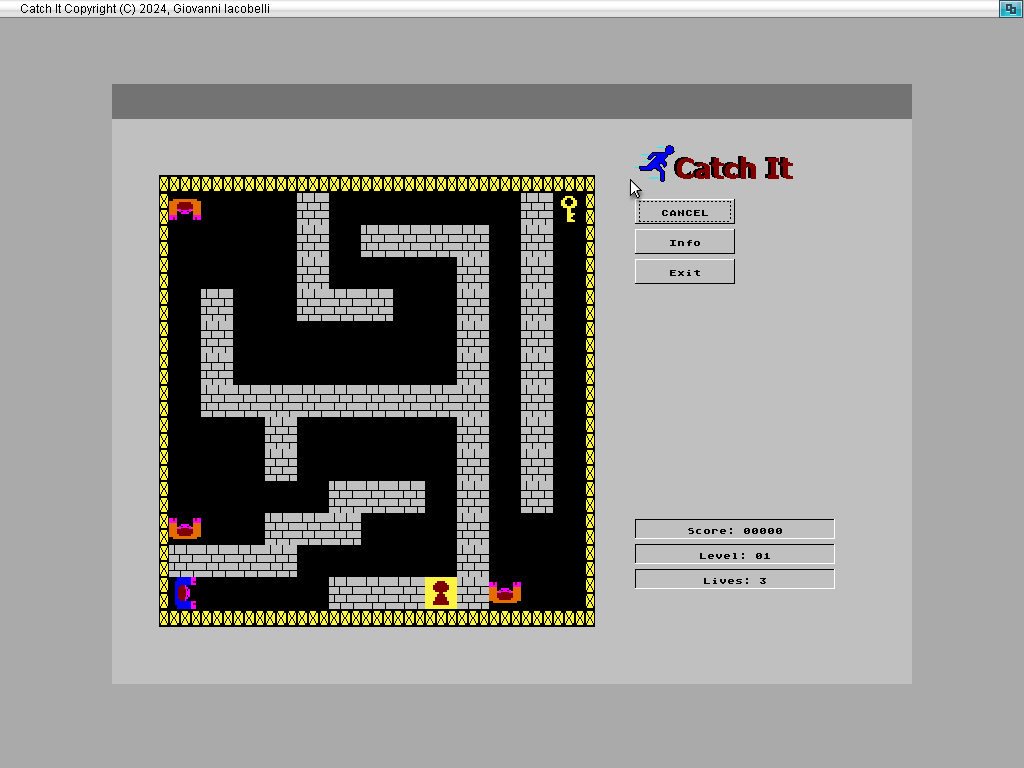 Catch It Copyright (C) 2024, Giovanni Iacobelli
Catch It
CANCEL
Info
Exit
Score: 00000
Level: 01
Lives: 3